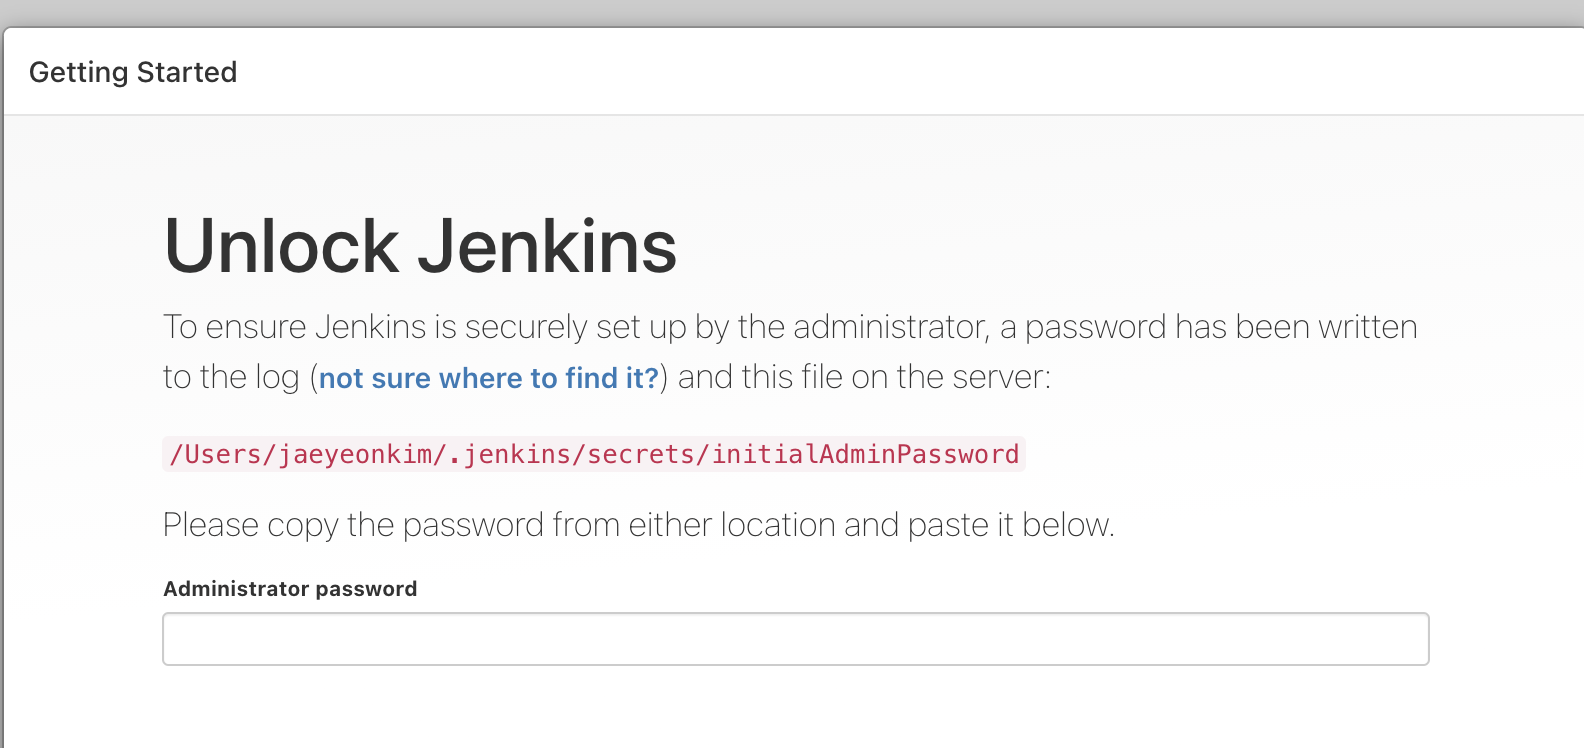 Getting Started
Unlock Jenkins
To ensure Jenkins is securely set up by the administrator, a password has been written
to the log (not sure where to find it?) and this file on the server:
/Users/jaeyeonkim/.jenkins/secrets/initialAdminPassword
Please copy the password from either location and paste it below.
Administrator password